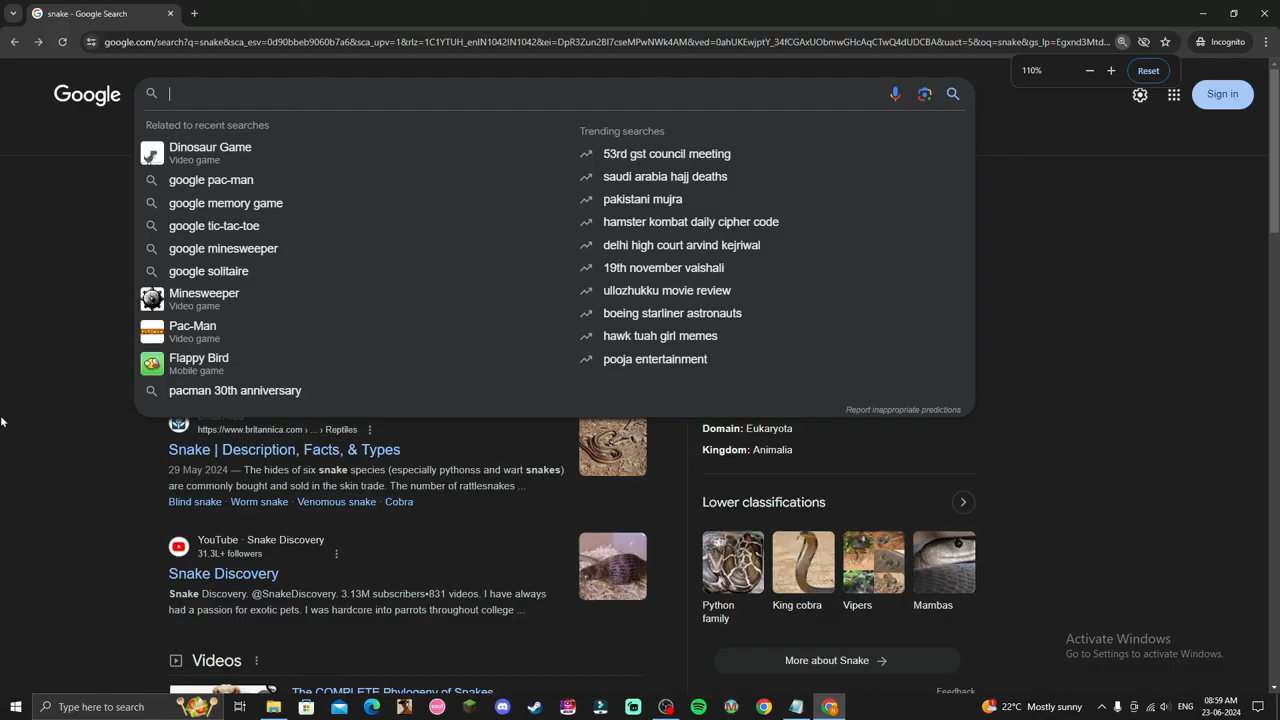 snake - Google Search
google.com/search?q=snake&sca_esv=0d90bbeb9060b7a6&sca_upv=1&rlz=1C1YTUH_enIN1042IN1042&ei=DpR3Zun2BI7cseMPwNWk4AM&ved=0ahUKEwjptY_34fCGAxUObmwGHcAqCTwQ4dUDCBA&uact=5&oq=snake&gs_lp=Egxnd3Mtd...
Incognito
110%
Reset
Google
Sign in
Related to recent searches
Dinosaur Game
Video game
google pac-man
google memory game
google tic-tac-toe
google minesweeper
google solitaire
Minesweeper
Video game
Pac-Man
Video game
Flappy Bird
Mobile game
pacman 30th anniversary
Trending searches
53rd gst council meeting
saudi arabia hajj deaths
pakistani mujra
hamster kombat daily cipher code
delhi high court arvind kejriwal
19th november vaishali
ullozhukku movie review
boeing starliner astronauts
hawk tuah girl memes
pooja entertainment
Report inappropriate predictions
https://www.britannica.com › ... › Reptiles
Snake | Description, Facts, & Types
29 May 2024 — The hides of six snake species (especially pythonss and wart snakes)
are commonly bought and sold in the skin trade. The number of rattlesnakes ...
Blind snake · Worm snake · Venomous snake · Cobra
YouTube · Snake Discovery
31.3L+ followers
Snake Discovery
Snake Discovery. @SnakeDiscovery. 3.13M subscribers•831 videos. I have always
had a passion for exotic pets. I was hardcore into parrots throughout college ...
Videos
The COMPLETE Phylogeny of Snakes
Domain: Eukaryota
Kingdom: Animalia
Lower classifications
Python family
King cobra
Vipers
Mambas
More about Snake
Feedback
Activate Windows
Go to Settings to activate Windows.
Type here to search
22°C Mostly sunny
ENG
08:59 AM
23-06-2024